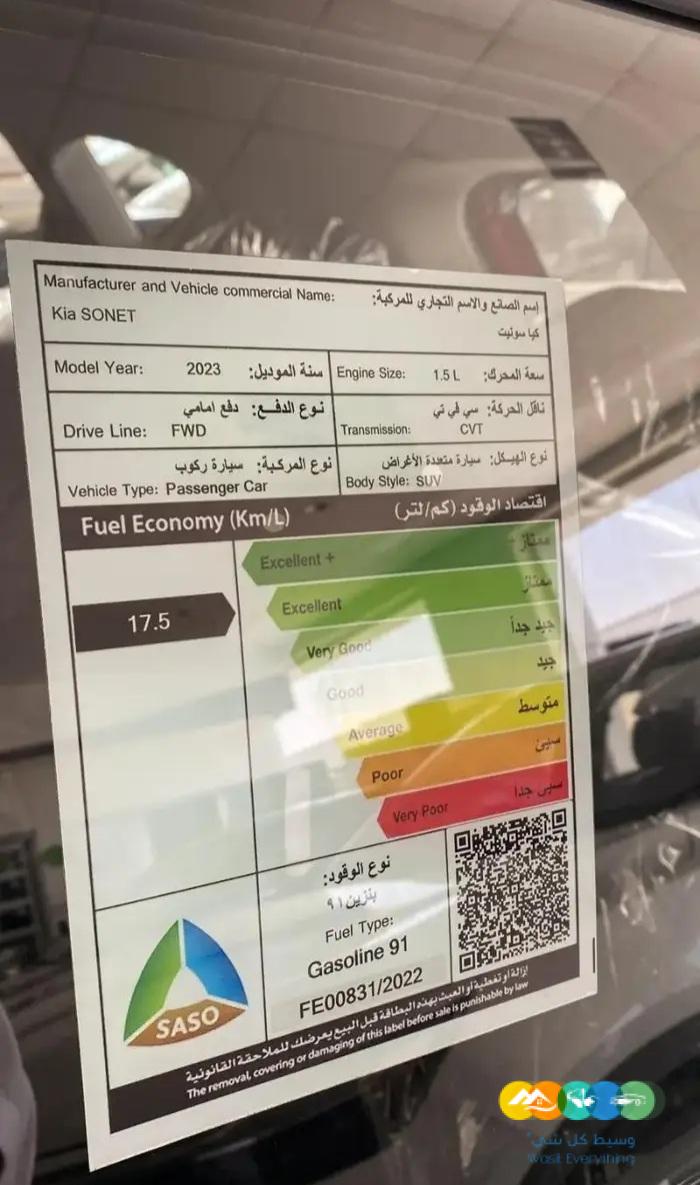 Manufacturer and Vehicle commercial Name: إسم الصانع والاسم التجاري للمركبة:
Kia SONET كيا سونيت
Model Year: 2023 سنة الموديل:
Engine Size: 1.5 L سعة المحرك:
نوع الدفع: دفع امامي
Drive Line: FWD
ناقل الحركة: سي في تي
Transmission: CVT
نوع المركبة: سيارة ركوب
Vehicle Type: Passenger Car
نوع الهيكل: سيارة متعدة الأغراض
Body Style: SUV
Fuel Economy (Km/L) اقتصاد الوقود (كم/لتر)
Excellent + ممتاز +
17.5
Excellent ممتاز
Very Good جيد جداً
Good جيد
Average متوسط
Poor سيئ
Very Poor سيئ جدا
نوع الوقود:
بنزين ٩١
Fuel Type:
Gasoline 91
FE00831/2022
SASO
إزالة أو تغطية أو العبث بهذه البطاقة قبل البيع يعرضك للملاحقة القانونية
The removal, covering or damaging of this label before sale is punishable by law
وسيط كل شي
Wasit Everything